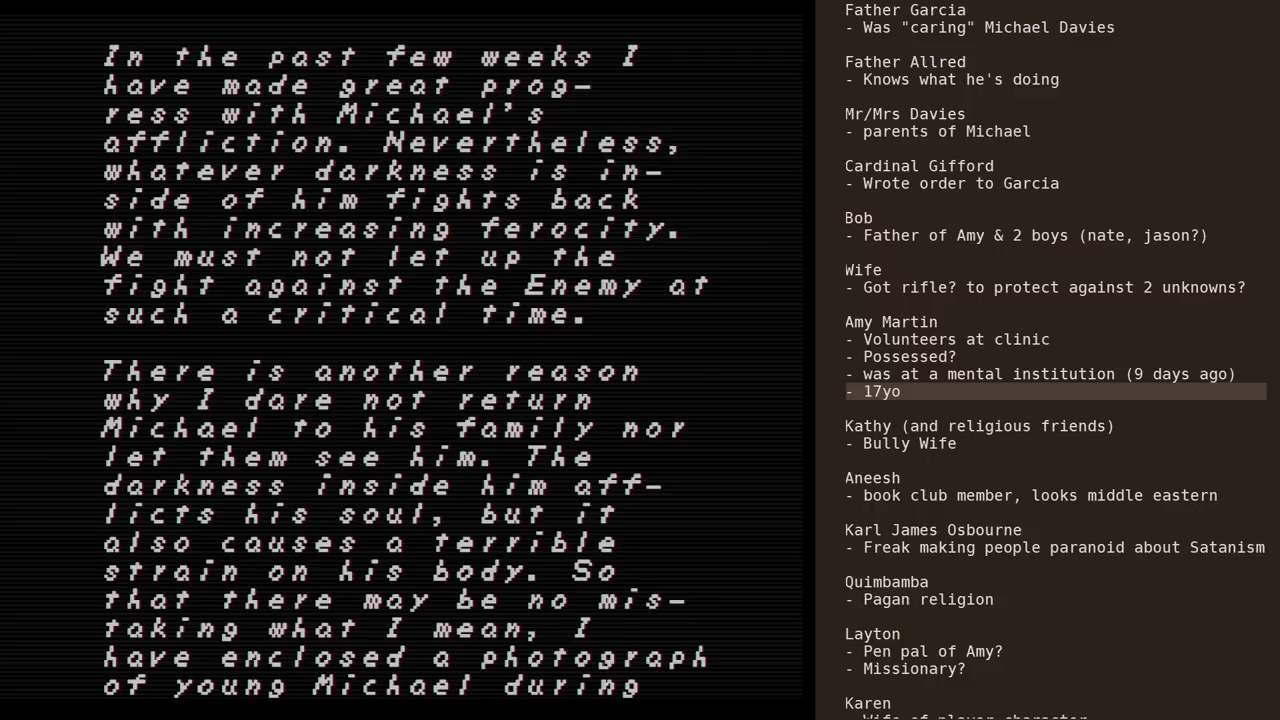 In the past few weeks I
have made great prog-
ress with Michael's
affliction. Nevertheless,
whatever darkness is in-
side of him fights back
with increasing ferocity.
We must not let up the
fight against the Enemy at
such a critical time.
There is another reason
why I dare not return
Michael to his family nor
let them see him. The
darkness inside him aff-
licts his soul, but it
also causes a terrible
strain on his body. So
that there may be no mis-
taking what I mean, I
have enclosed a photograph
of young Michael during
Father Garcia
- Was "caring" Michael Davies
Father Allred
- Knows what he's doing
Mr/Mrs Davies
- parents of Michael
Cardinal Gifford
- Wrote order to Garcia
Bob
- Father of Amy & 2 boys (nate, jason?)
Wife
- Got rifle? to protect against 2 unknowns?
Amy Martin
- Volunteers at clinic
- Possessed?
- was at a mental institution (9 days ago)
- 17yo
Kathy (and religious friends)
- Bully Wife
Aneesh
- book club member, looks middle eastern
Karl James Osbourne
- Freak making people paranoid about Satanism
Quimbamba
- Pagan religion
Layton
- Pen pal of Amy?
- Missionary?
Karen